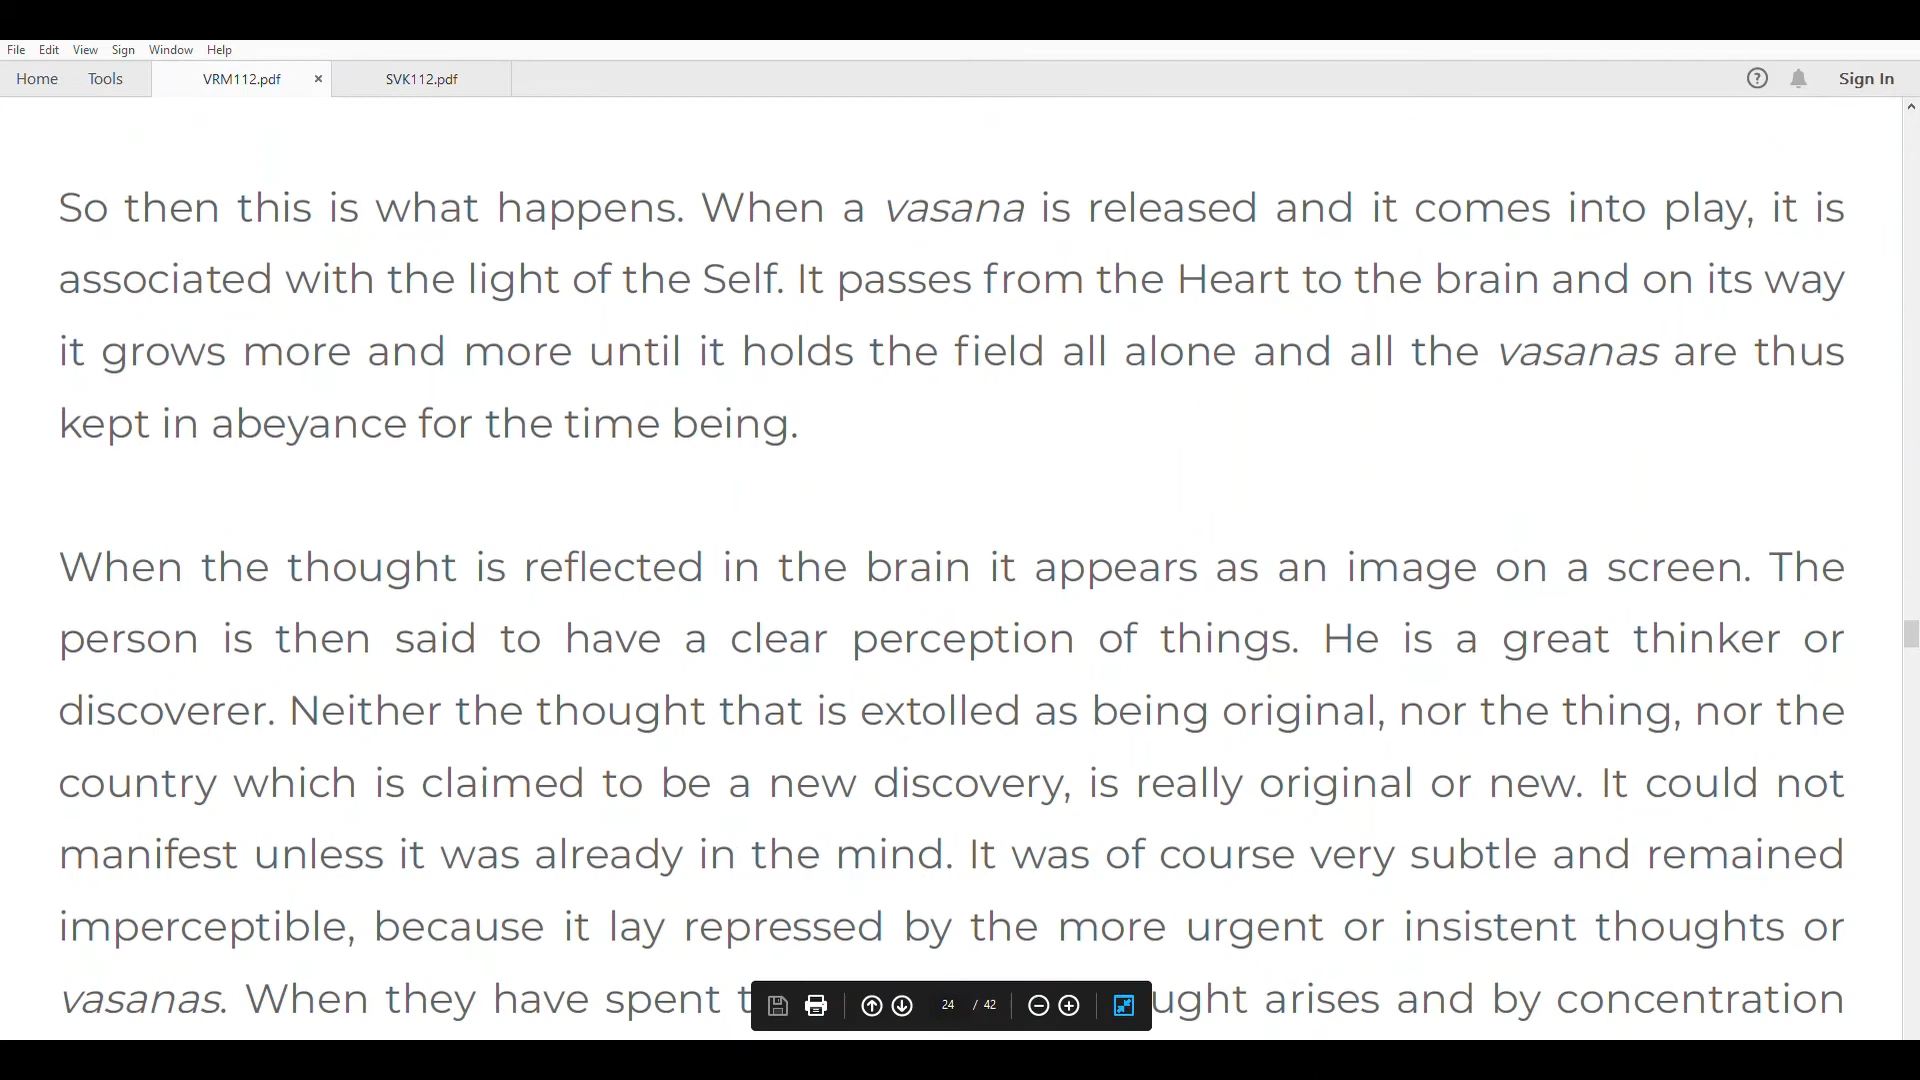 File Edit View Sign Window Help
Home Tools VRM112.pdf × SVK112.pdf ? Sign In
So then this is what happens. When a vasana is released and it comes into play, it is
associated with the light of the Self. It passes from the Heart to the brain and on its way
it grows more and more until it holds the field all alone and all the vasanas are thus
kept in abeyance for the time being.
When the thought is reflected in the brain it appears as an image on a screen. The
person is then said to have a clear perception of things. He is a great thinker or
discoverer. Neither the thought that is extolled as being original, nor the thing, nor the
country which is claimed to be a new discovery, is really original or new. It could not
manifest unless it was already in the mind. It was of course very subtle and remained
imperceptible, because it lay repressed by the more urgent or insistent thoughts or
vasanas. When they have spent ught arises and by concentration
24 / 42